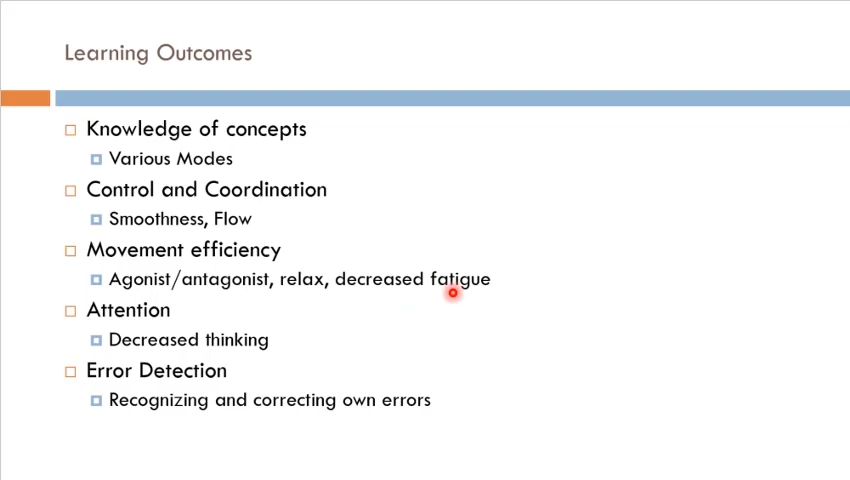 Learning Outcomes
Knowledge of concepts
Various Modes
Control and Coordination
Smoothness, Flow
Movement efficiency
Agonist/antagonist, relax, decreased fatigue
Attention
Decreased thinking
Error Detection
Recognizing and correcting own errors